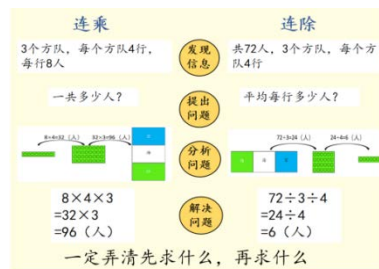 连乘
连除
3个方队，每个方队4行，
每行8人
发现
信息
共72人，3个方队，每个方
队4行
一共多少人？
提出
问题
平均每行多少人？
8×4=32（人）
32×3=96（人）
分析
问题
72÷3=24（人）
24÷4=6（人）
8×4×3
=32×3
=96（人）
解决
问题
72÷3÷4
=24÷4
=6（人）
一定弄清先求什么，再求什么